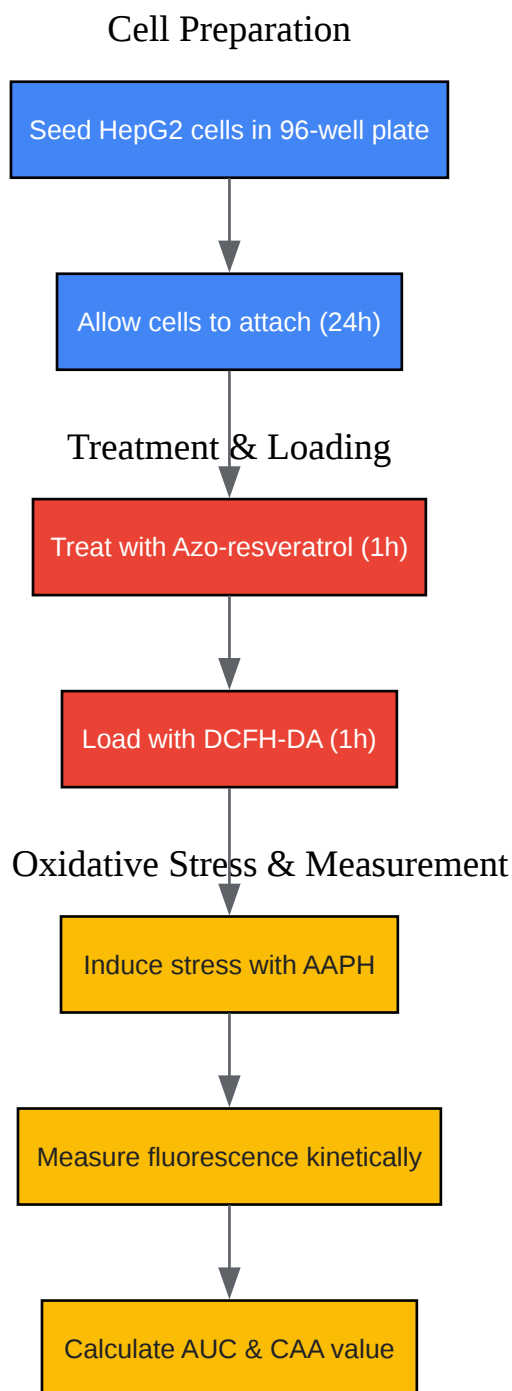 Cell Preparation
Seed HepG2 cells in 96-well plate
Allow cells to attach (24h)
Treatment & Loading
Treat with Azo-resveratrol (1h)
Load with DCFH-DA (1h)
Oxidative Stress & Measurement
Induce stress with AAPH
Measure fluorescence kinetically
Calculate AUC & CAA value